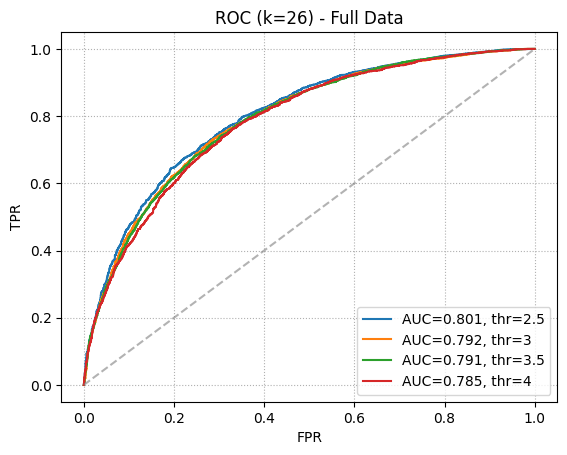 ROC (k=26) - Full Data
1.0
0.8
0.6
0.4
0.2
0.0
TPR
AUC=0.801, thr=2.5
AUC=0.792, thr=3
AUC=0.791, thr=3.5
AUC=0.785, thr=4
0.0 0.2 0.4 0.6 0.8 1.0
FPR